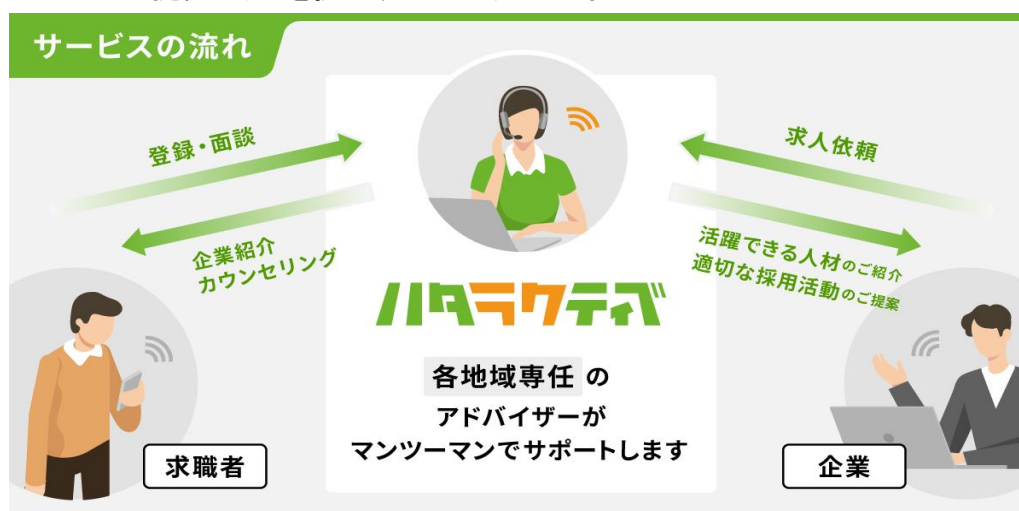 サービスの流れ
登録・面談
企業紹介
カウンセリング
求人依頼
活躍できる人材のご紹介
適切な採用活動のご提案
ハタラクティブ
各地域専任 の
アドバイザーが
マンツーマンでサポートします
求職者
企業